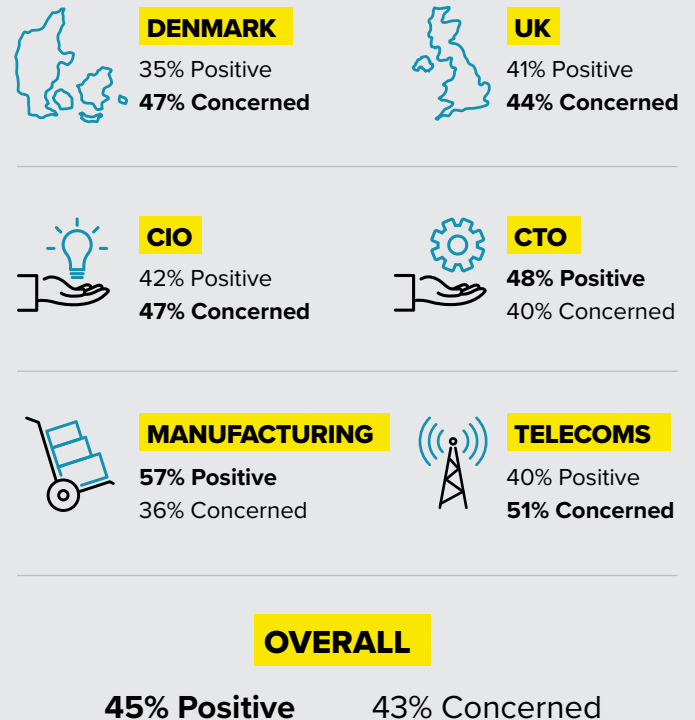 DENMARK
35% Positive
47% Concerned
UK
41% Positive
44% Concerned
CIO
42% Positive
47% Concerned
CTO
48% Positive
40% Concerned
MANUFACTURING
57% Positive
36% Concerned
TELECOMS
40% Positive
51% Concerned
OVERALL
45% Positive 43% Concerned